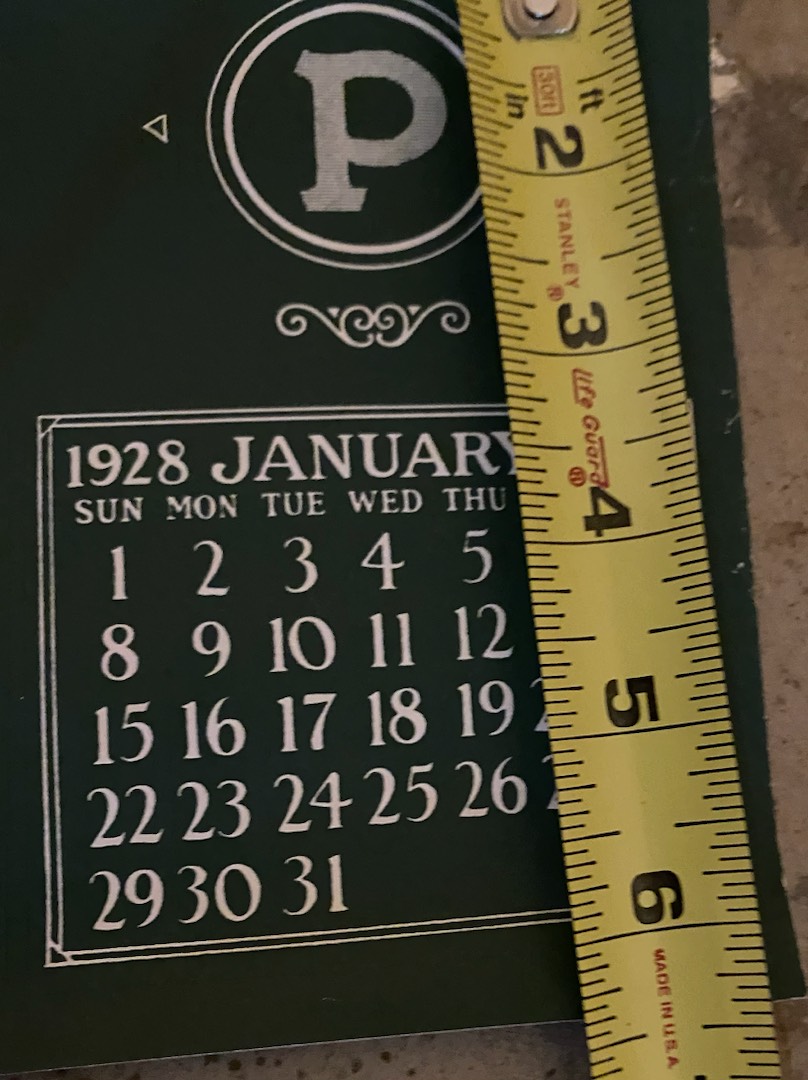 P
1928 JANUARY
SUN MON TUE WED THU
1 2 3 4 5
8 9 10 11 12
15 16 17 18 19
22 23 24 25 26
29 30 31
in 30ft ft
2
STANLEY®
3
Life Guard®
4
5
6
MADE IN U.S.A.